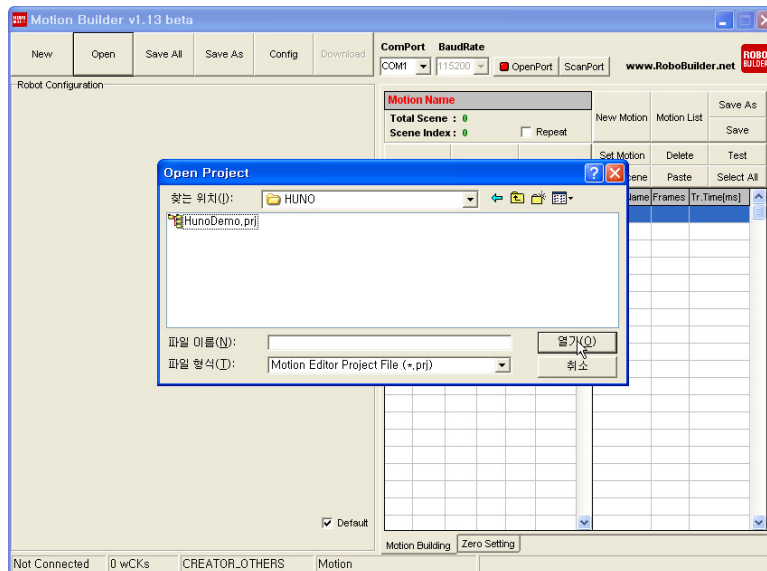 Motion Builder v1.13 beta
New Open Save All Save As Config Download
ComPort BaudRate
COM1 115200 OpenPort ScanPort www.RoboBuilder.net
ROBO
BUILDER
Robot Configuration
Motion Name
Total Scene : 0
Scene Index : 0 Repeat
New Motion Motion List Save As
Save
Set Motion Delete Test
Paste Select All
Frames Tr.Time[ms]
Open Project
찾는 위치(I): HUNO
HunoDemo,prj
파일 이름(N): 열기(O)
파일 형식(T): Motion Editor Project File (*,prj) 취소
Default
Motion Building Zero Setting
Not Connected 0 wCKs CREATOR_OTHERS Motion